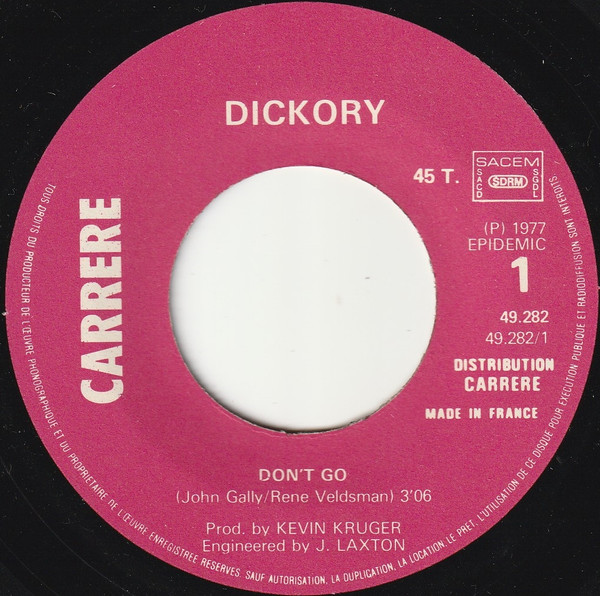 DICKORY
45 T.
SACEM
SACD
SDRM
SGDL
CARRERE
(P) 1977
EPIDEMIC
1
49.282
49.282/1
DISTRIBUTION
CARRERE
MADE IN FRANCE
DON'T GO
(John Gally/Rene Veldsman) 3'06
Prod. by KEVIN KRUGER
Engineered by J. LAXTON
TOUS DROITS DU PRODUCTEUR DE L'ŒUVRE PHONOGRAPHIQUE ET DU PROPRIETAIRE DE L'ŒUVRE ENREGISTREE RESERVES. SAUF AUTORISATION, LA DUPLICATION, LA LOCATION, LE PRET, L'UTILISATION DE CE DISQUE POUR EXECUTION PUBLIQUE ET RADIODIFFUSION SONT INTERDITS